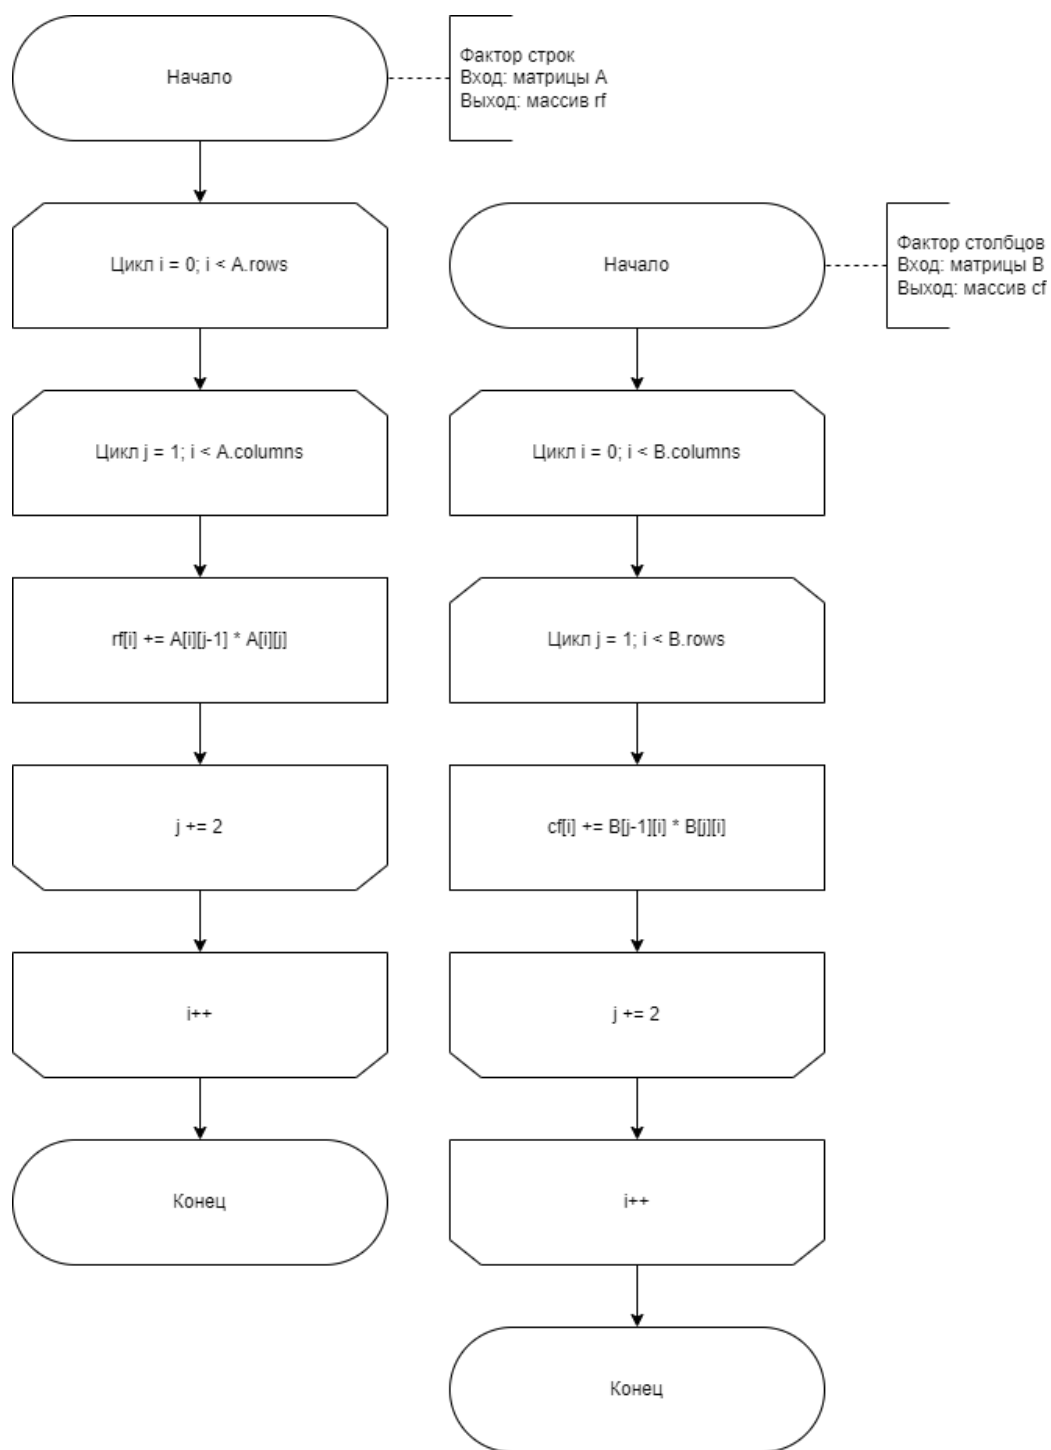 Начало
Фактор строк
Вход: матрицы A
Выход: массив rf
Цикл i = 0; i < A.rows
Цикл j = 1; i < A.columns
rf[i] += A[i][j-1] * A[i][j]
j += 2
i++
Конец
Начало
Фактор столбцов
Вход: матрицы B
Выход: массив cf
Цикл i = 0; i < B.columns
Цикл j = 1; i < B.rows
cf[i] += B[j-1][i] * B[j][i]
j += 2
i++
Конец